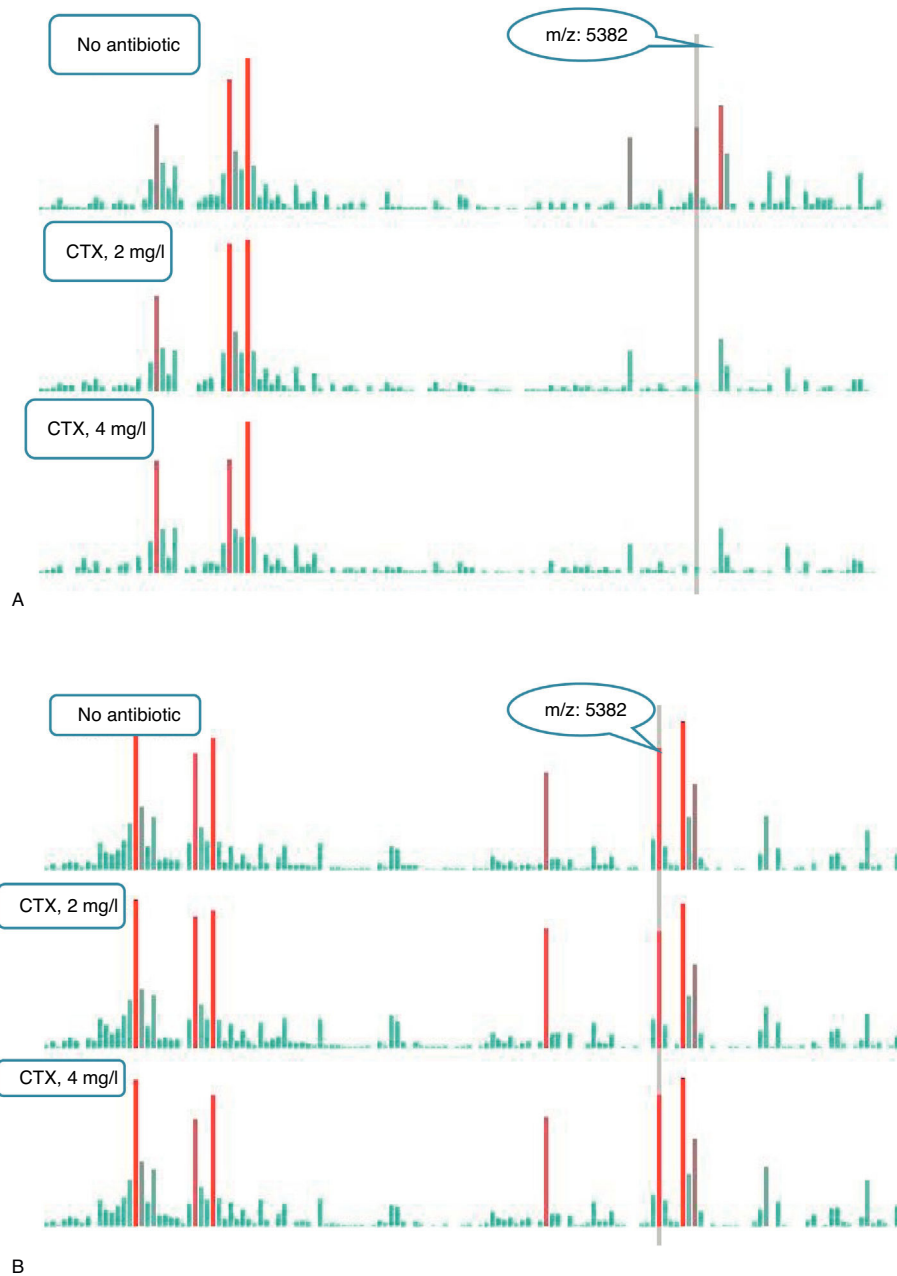 No antibiotic
m/z: 5382
CTX, 2 mg/l
CTX, 4 mg/l
A
No antibiotic
m/z: 5382
CTX, 2 mg/l
CTX, 4 mg/l
B